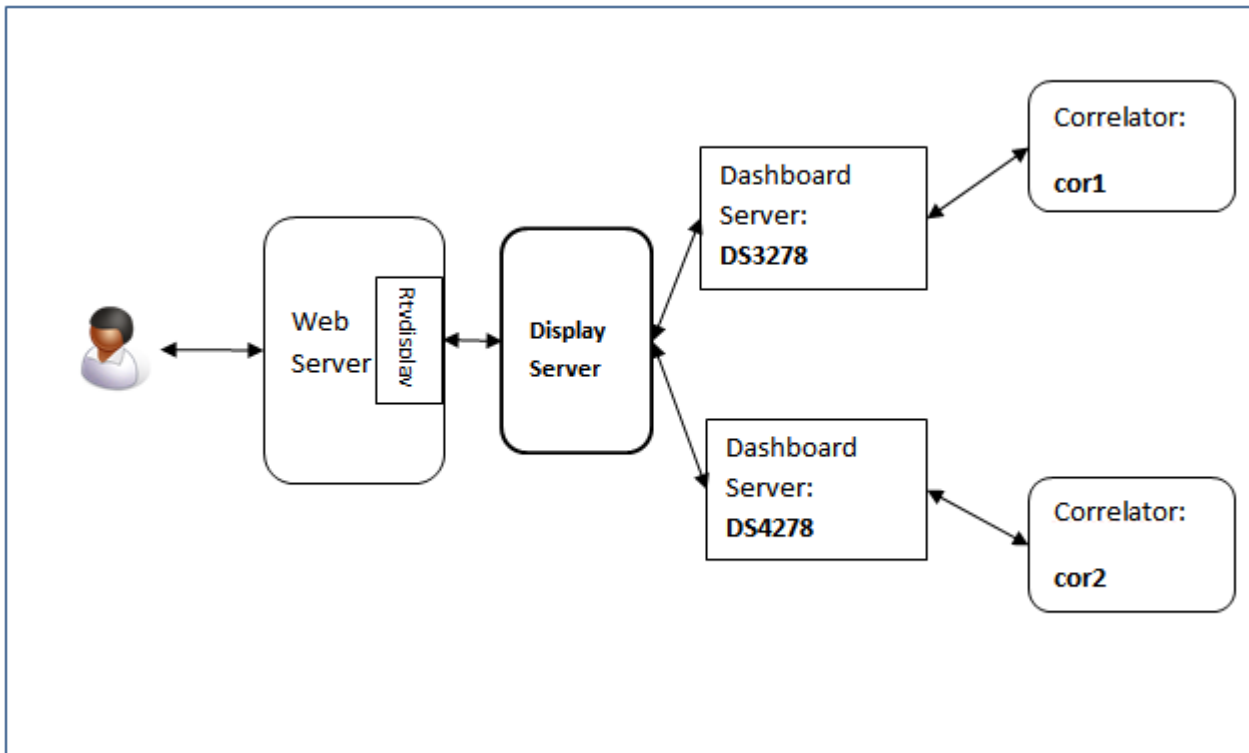 Web
Server
Rtvdisplay
Display
Server
Dashboard
Server:
DS3278
Correlator:
cor1
Dashboard
Server:
DS4278
Correlator:
cor2